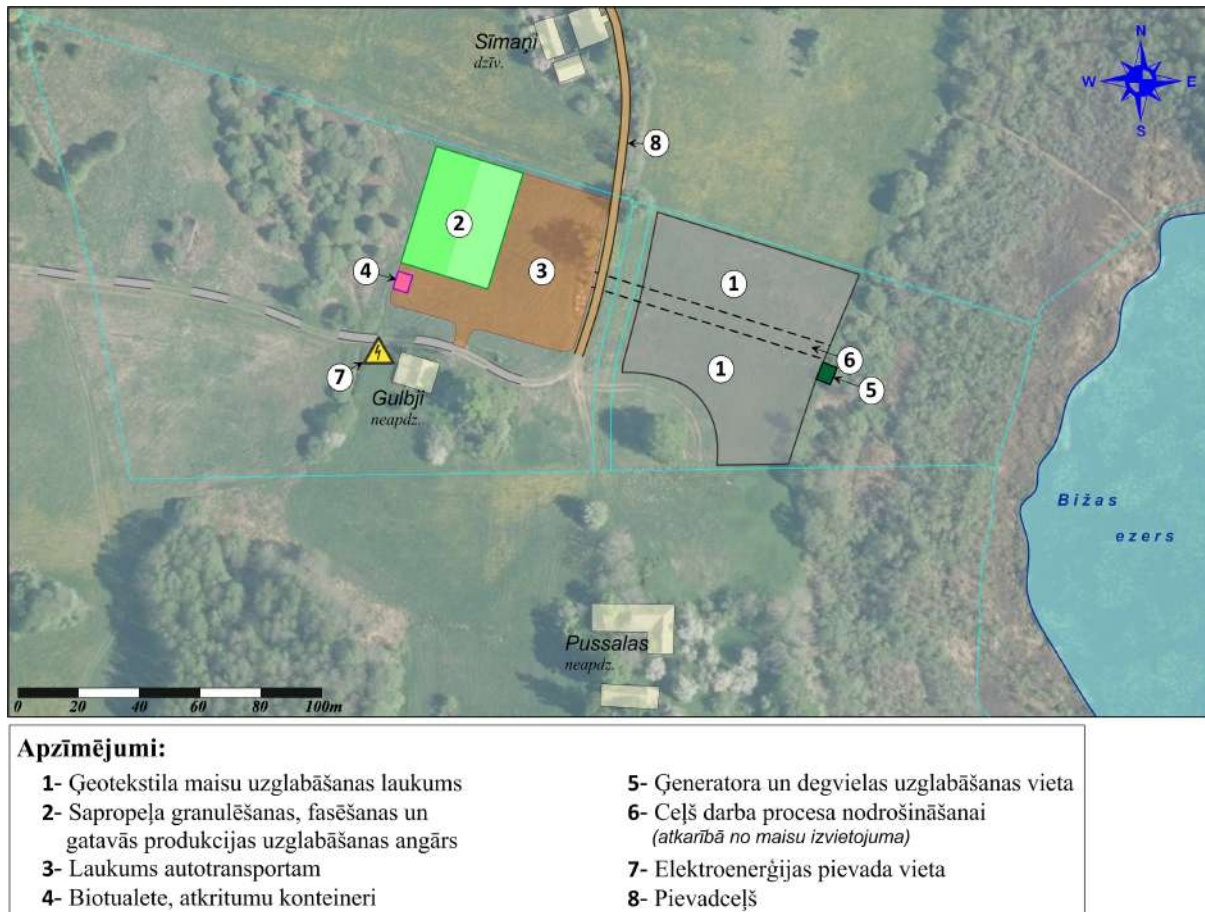 Sīmaņi
dzīv.
N
W E
S
8
2
1
4
3
6
1
5
7
Gulbji
neapdz.
Bižas
ezers
Pussalas
neapdz.
0 20 40 60 80 100m
Apzīmējumi:
1- Ģeotekstila maisu uzglabāšanas laukums
2- Sapropeļa granulēšanas, fasēšanas un
gatavās produkcijas uzglabāšanas angārs
3- Laukums autotransportam
4- Biotualete, atkritumu konteineri
5- Ģeneratora un degvielas uzglabāšanas vieta
6- Ceļš darba procesa nodrošināšanai
(atkarībā no maisu izvietojuma)
7- Elektroenerģijas pievada vieta
8- Pievadceļš